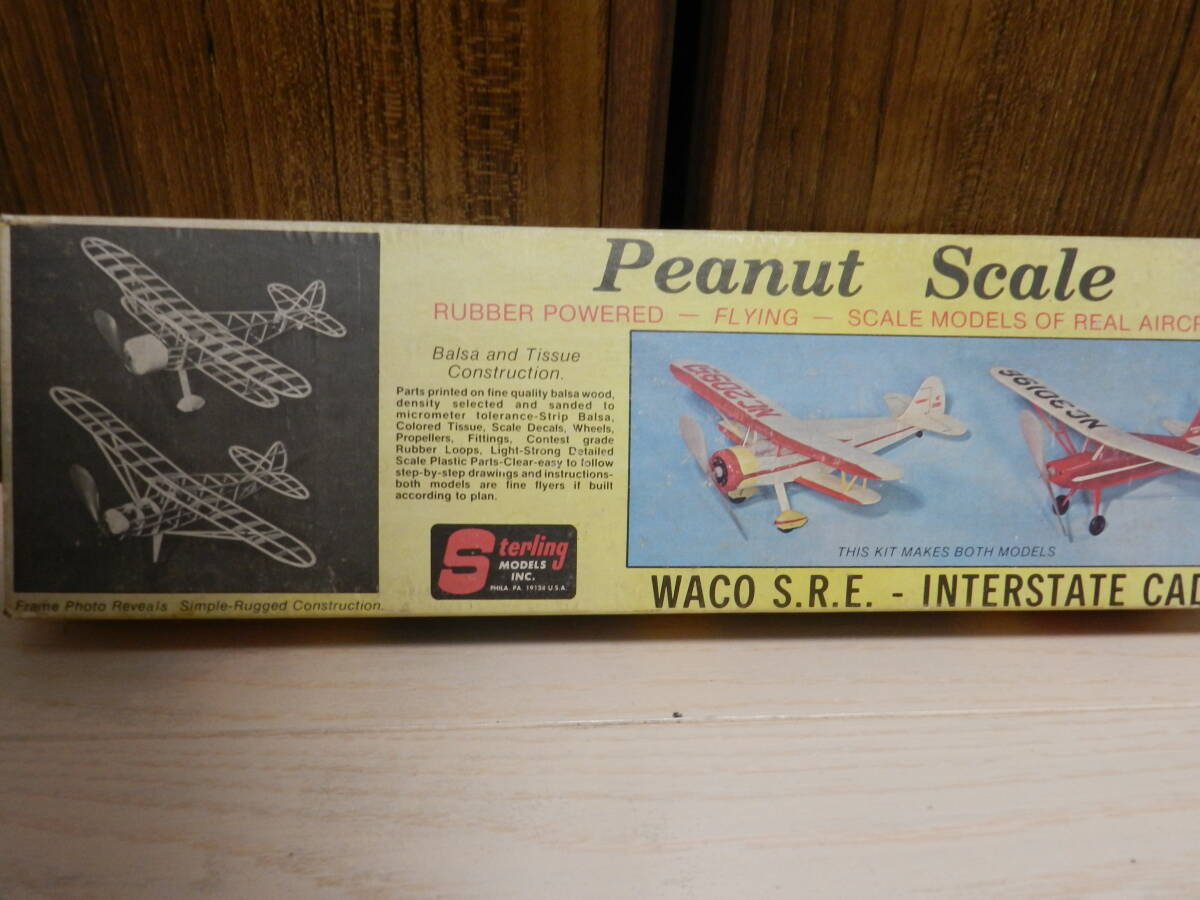 Peanut Scale
RUBBER POWERED — FLYING — SCALE MODELS OF REAL AIRCR
Balsa and Tissue
Construction.
Parts printed on fine quality balsa wood,
density selected and sanded to
micrometer tolerance-Strip Balsa,
Colored Tissue, Scale Decals, Wheels,
Propellers, Fittings, Contest grade
Rubber Loops, Light-Strong Detailed
Scale Plastic Parts-Clear-easy to follow
step-by-step drawings and instructions-
both models are fine flyers if built
according to plan.
Sterling
MODELS
INC.
PHILA. PA. 19134 U.S.A.
Frame Photo Reveals Simple-Rugged Construction.
NC20967
NC30196
THIS KIT MAKES BOTH MODELS
WACO S.R.E. - INTERSTATE CAD